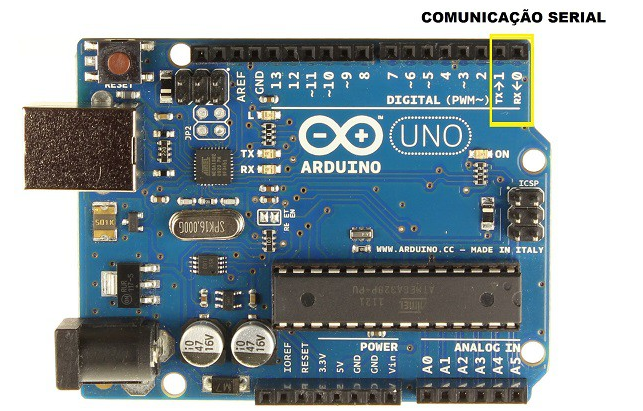 COMUNICAÇÃO SERIAL
RESET
AREF
GND
13
12
~11
~10
~9
8
7
~6
~5
4
~3
2
TX→1
RX←0
DIGITAL (PWM~)
JP2
L
TX
RX
UNO
ARDUINO
ON
ICSP
SPK16.000G
RESET
EN
WWW.ARDUINO.CC - MADE IN ITALY
ATMEL
ATMEGA328P-PU
47
16V
47
16V
POWER
ANALOG IN
IOREF
RESET
3.3V
5V
GND
GND
Vin
A0
A1
A2
A3
A4
A5